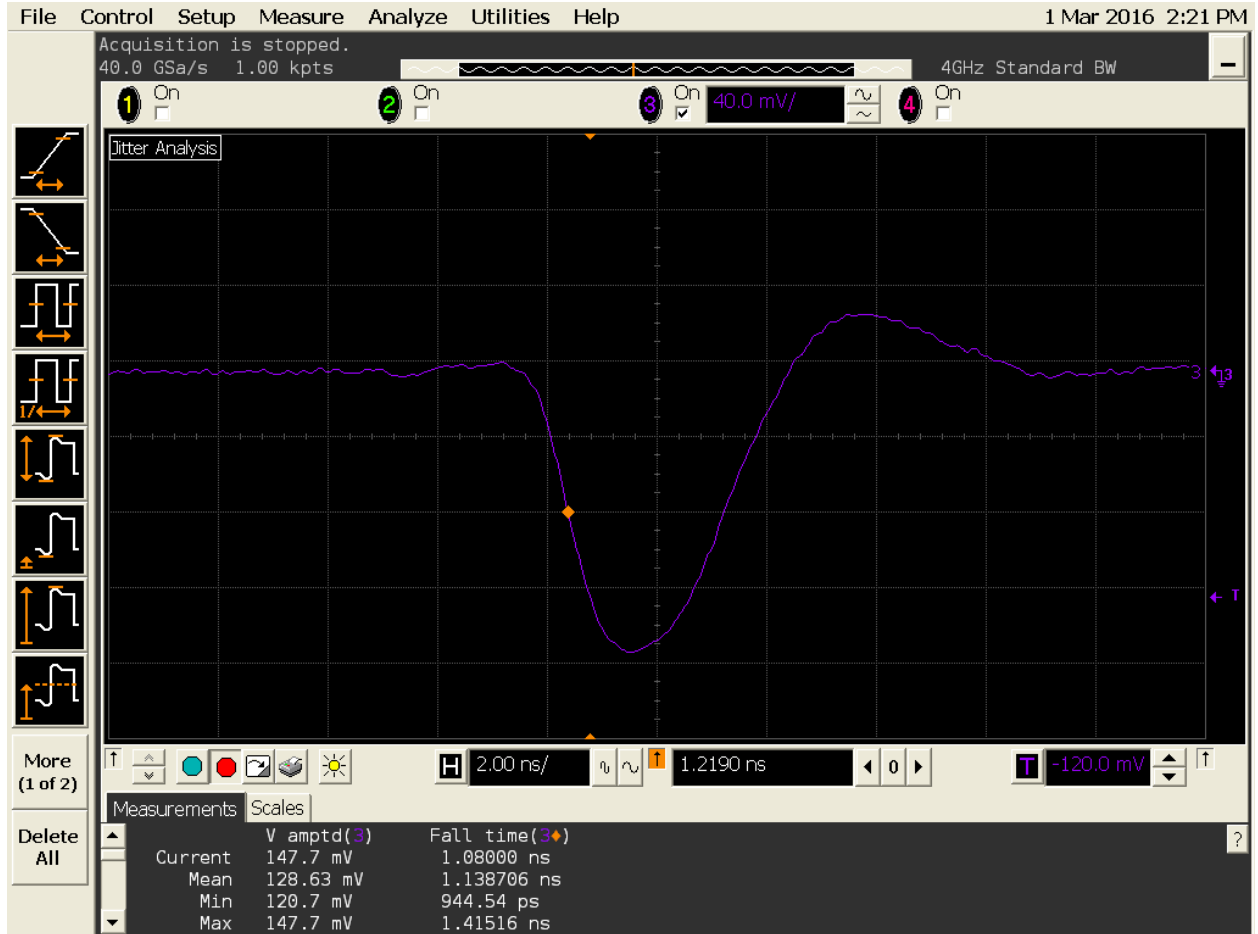 File Control Setup Measure Analyze Utilities Help 1 Mar 2016 2:21 PM
Acquisition is stopped.
40.0 GSa/s 1.00 kpts 4GHz Standard BW
1 On 2 On 3 On 40.0 mV/ 4 On
Jitter Analysis
1/
3 3
T
More
(1 of 2)
Delete
All
H 2.00 ns/ 1.2190 ns 0 T -120.0 mV
Measurements Scales
V amptd(3) Fall time(3◆) ?
Current 147.7 mV 1.08000 ns
Mean 128.63 mV 1.138706 ns
Min 120.7 mV 944.54 ps
Max 147.7 mV 1.41516 ns